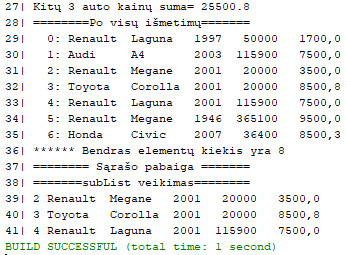 27| Kitų 3 auto kainų suma= 25500.8
28| ========Po visų išmetimų=======
29| 0: Renault Laguna 1997 50000 1700,0
30| 1: Audi A4 2003 115900 7500,0
31| 2: Renault Megane 2001 20000 3500,0
32| 3: Toyota Corolla 2001 20000 8500,8
33| 4: Renault Laguna 2001 115900 7500,0
34| 5: Renault Megane 1946 365100 9500,0
35| 6: Honda Civic 2007 36400 8500,3
36| ****** Bendras elementų kiekis yra 8
37| ======== Sąrašo pabaiga =======
38| =======subList veikimas========
39| 2 Renault Megane 2001 20000 3500,0
40| 3 Toyota Corolla 2001 20000 8500,8
41| 4 Renault Laguna 2001 115900 7500,0
BUILD SUCCESSFUL (total time: 1 second)